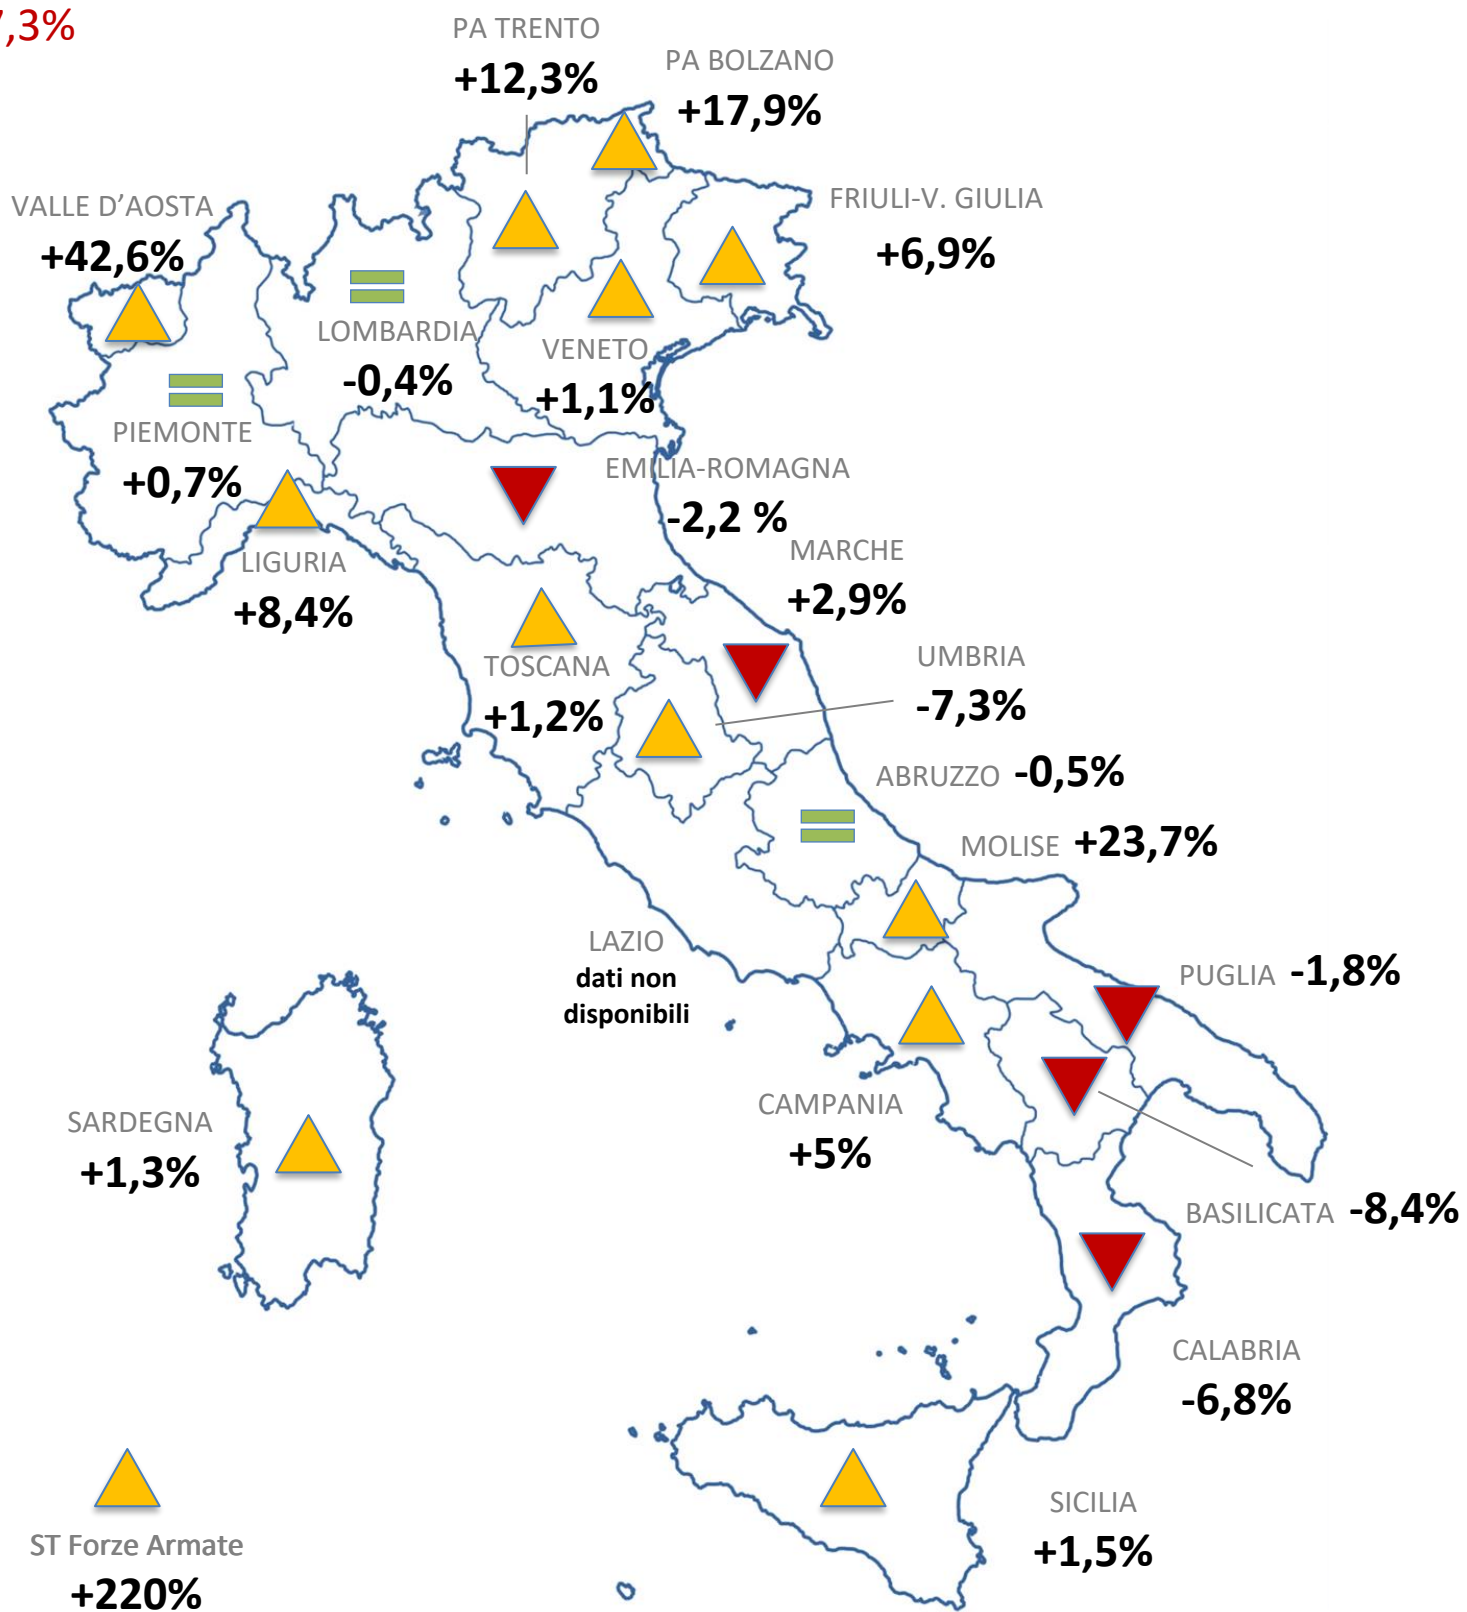 7,3%
PA TRENTO
+12,3%
PA BOLZANO
+17,9%
VALLE D'AOSTA
+42,6%
FRIULI-V. GIULIA
+6,9%
LOMBARDIA
-0,4%
VENETO
+1,1%
PIEMONTE
+0,7%
EMILIA-ROMAGNA
-2,2 %
LIGURIA
+8,4%
MARCHE
+2,9%
TOSCANA
+1,2%
UMBRIA
-7,3%
ABRUZZO -0,5%
MOLISE +23,7%
LAZIO
dati non
disponibili
PUGLIA -1,8%
CAMPANIA
+5%
SARDEGNA
+1,3%
BASILICATA -8,4%
CALABRIA
-6,8%
SICILIA
+1,5%
ST Forze Armate
+220%